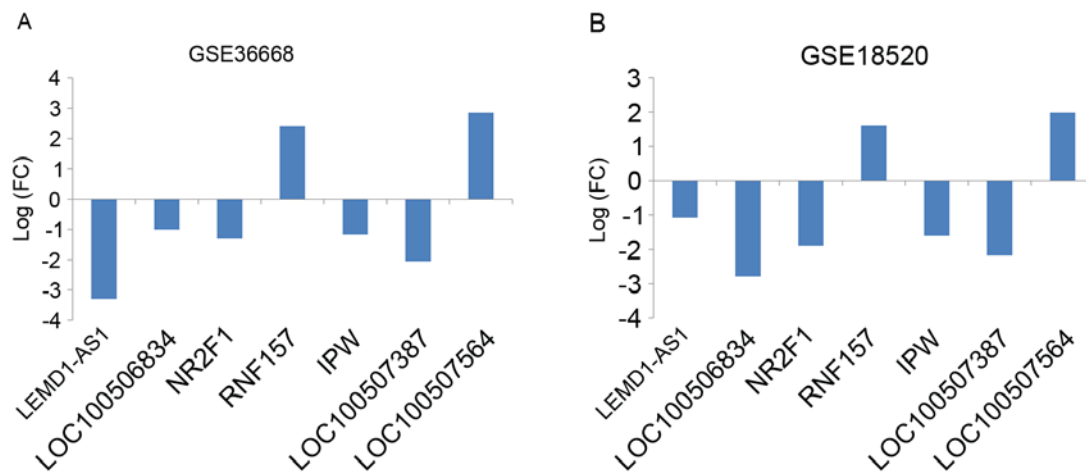 A
GSE36668
Log (FC)
4
3
2
1
0
-1
-2
-3
-4
LEMD1-AS1
LOC100506834
NR2F1
RNF157
IPW
LOC100507387
LOC100507564
B
GSE18520
Log (FC)
3
2
1
0
-1
-2
-3
-4
LEMD1-AS1
LOC100506834
NR2F1
RNF157
IPW
LOC100507387
LOC100507564